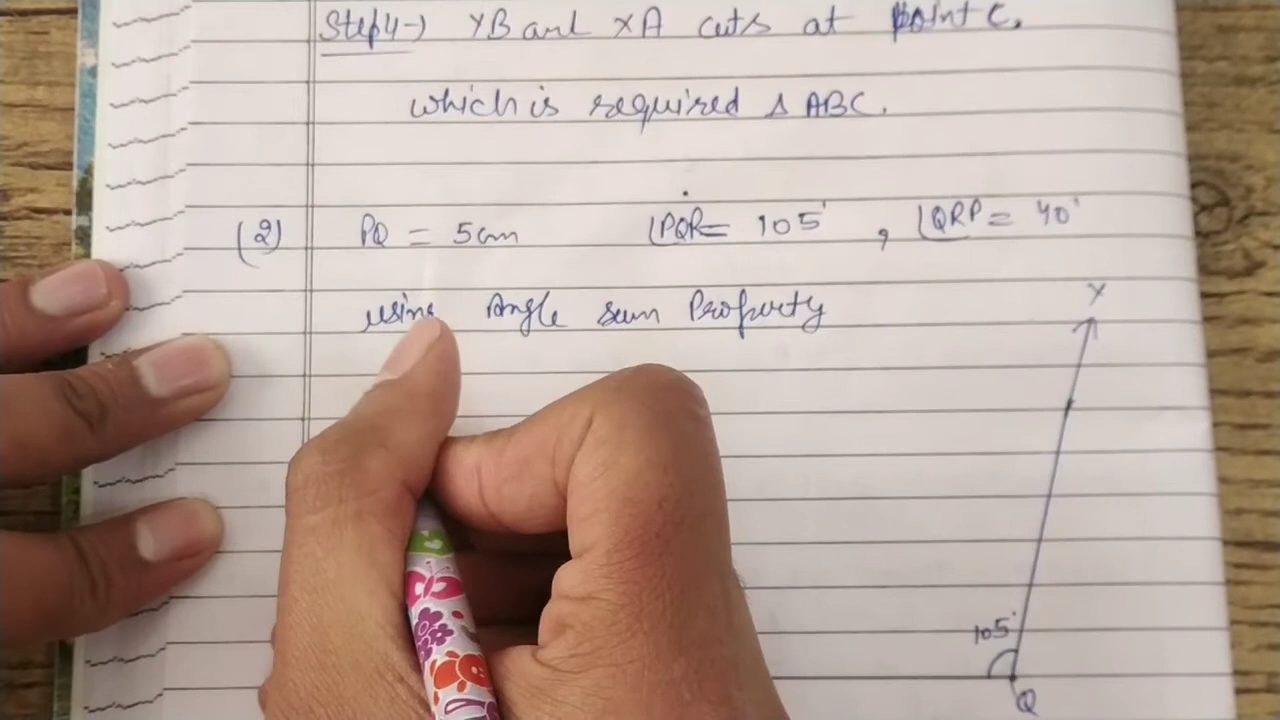 Step4→) YB and XA cuts at point C.
which is required Δ ABC.
(2) PQ = 5cm ∠PQR= 105° , ∠QRP = 40°
using Angle sum Property
Y
105°
Q